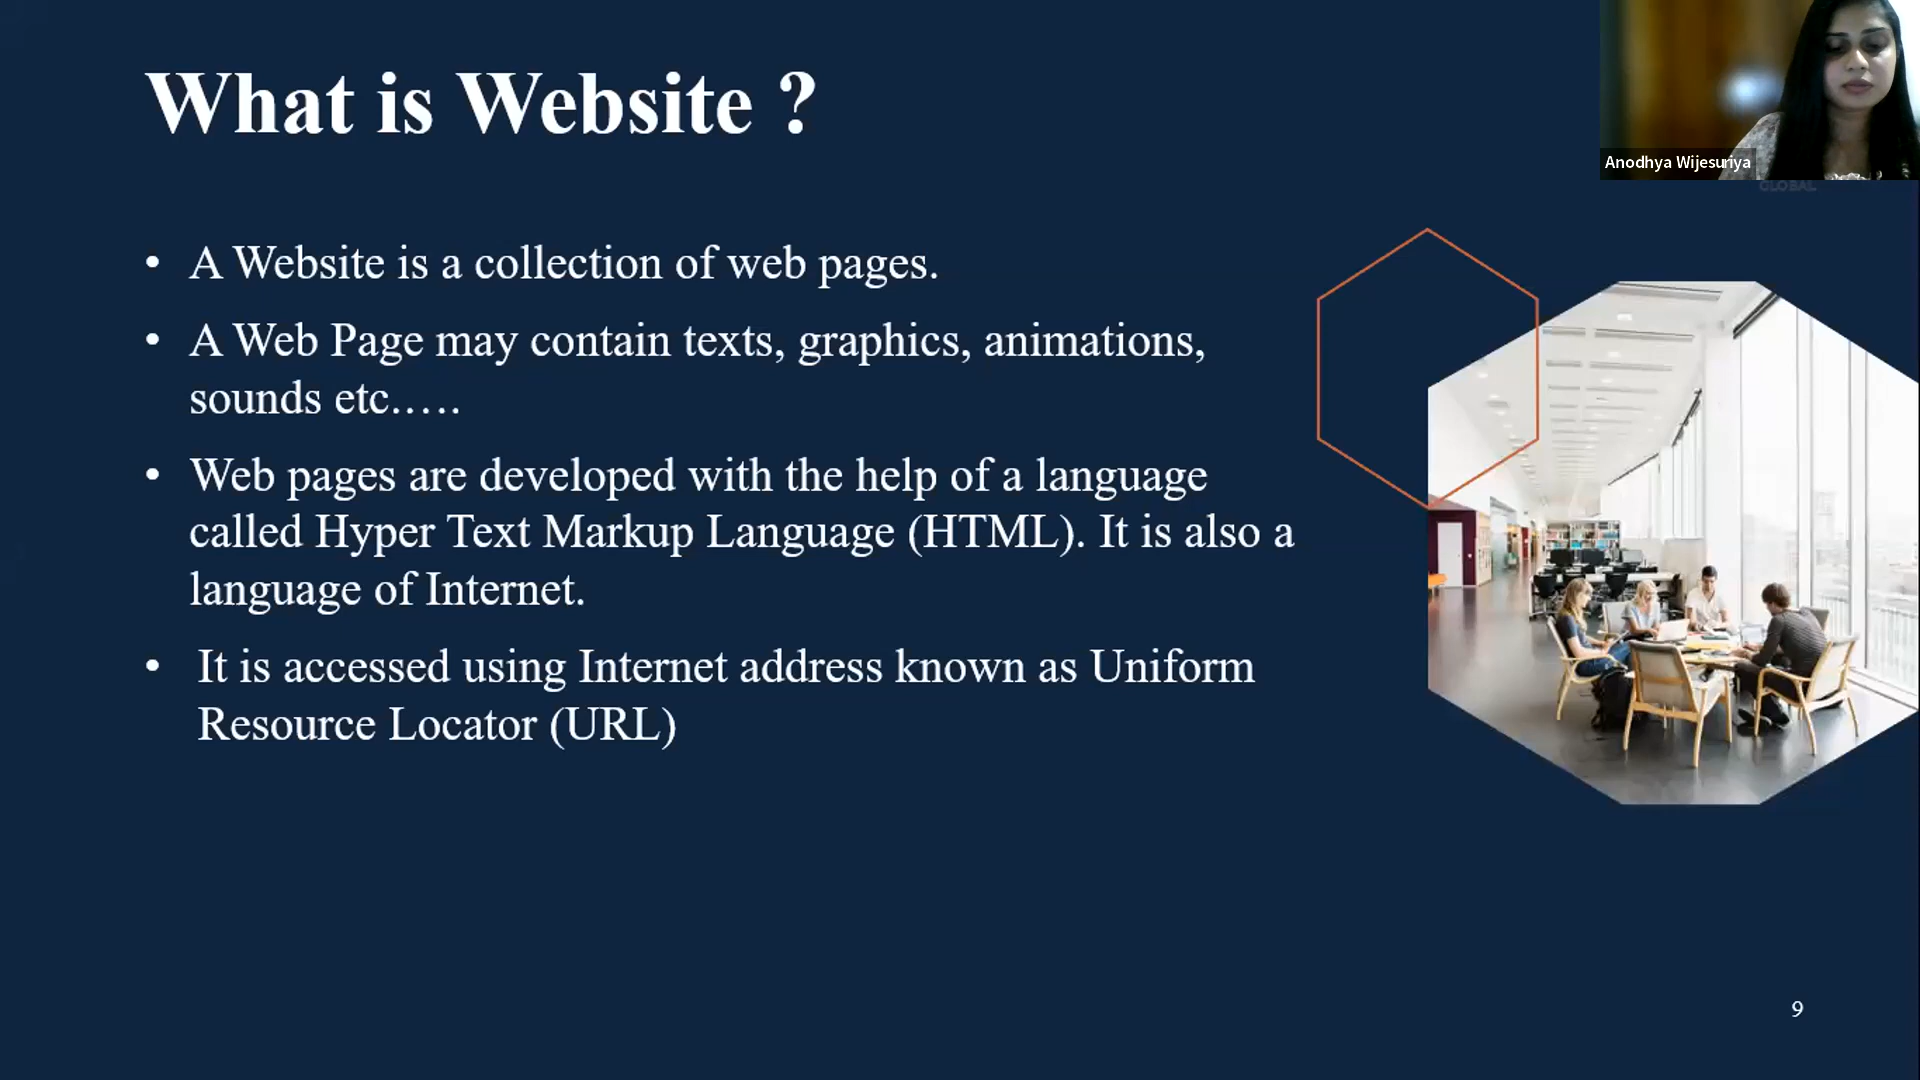 What is Website ?
Anodhya Wijesuriya
GLOBAL
• A Website is a collection of web pages.
• A Web Page may contain texts, graphics, animations,
sounds etc.….
• Web pages are developed with the help of a language
called Hyper Text Markup Language (HTML). It is also a
language of Internet.
• It is accessed using Internet address known as Uniform
Resource Locator (URL)
9